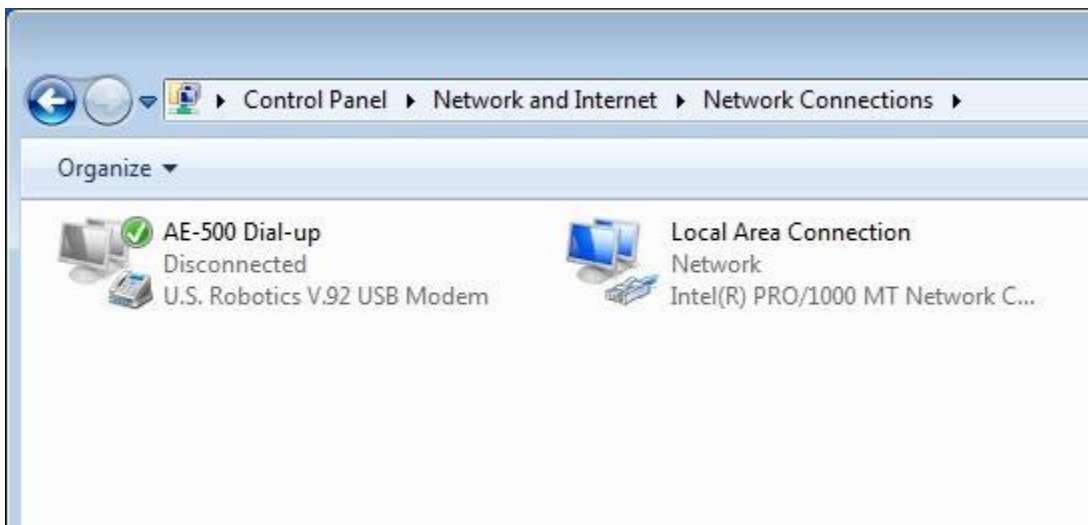 Control Panel Network and Internet Network Connections
Organize
AE-500 Dial-up
Disconnected
U.S. Robotics V.92 USB Modem
Local Area Connection
Network
Intel(R) PRO/1000 MT Network C...